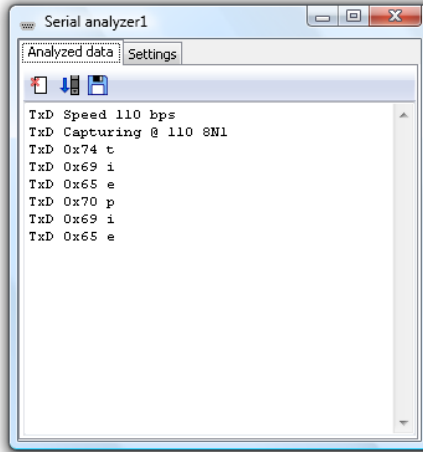 Serial analyzer1
Analyzed data Settings
TxD Speed 110 bps
TxD Capturing @ 110 8N1
TxD 0x74 t
TxD 0x69 i
TxD 0x65 e
TxD 0x70 p
TxD 0x69 i
TxD 0x65 e